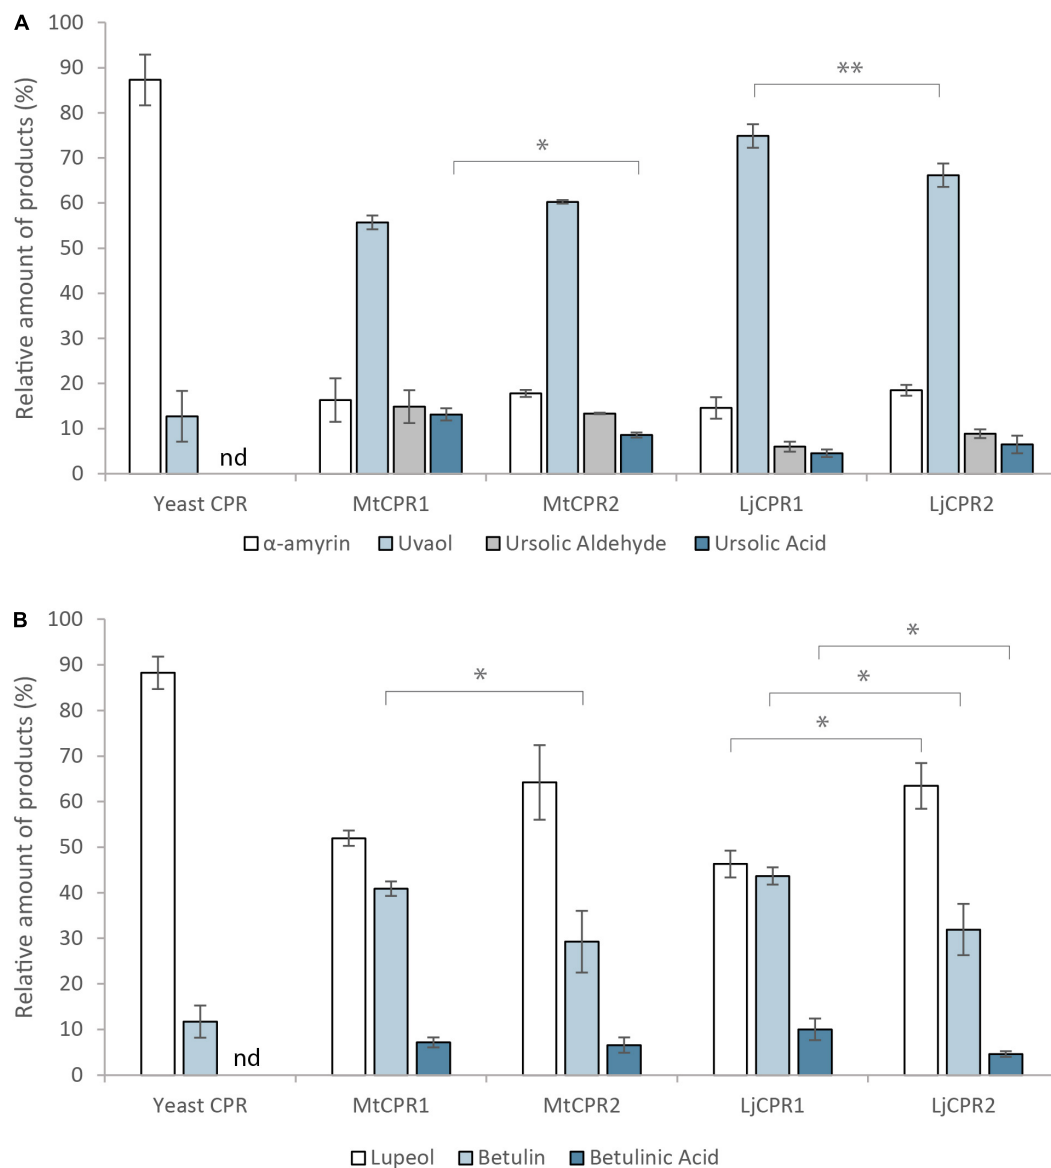 A
Relative amount of products (%)
100
90
80
70
60
50
40
30
20
10
0
**
*
nd
Yeast CPR MtCPR1 MtCPR2 LjCPR1 LjCPR2
α-amyrin Uvaol Ursolic Aldehyde Ursolic Acid
B
Relative amount of products (%)
100
90
80
70
60
50
40
30
20
10
0
*
*
*
*
nd
Yeast CPR MtCPR1 MtCPR2 LjCPR1 LjCPR2
Lupeol Betulin Betulinic Acid